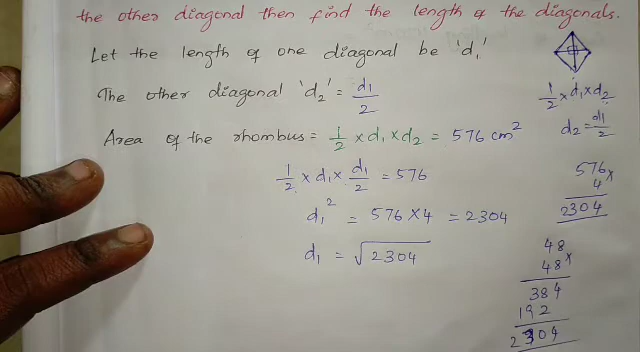 the other diagonal then find the length of the diagonals.
Let the length of one diagonal be 'd₁'
The other diagonal 'd₂' = d₁/2
Area of the rhombus = 1/2 × d₁ × d₂ = 576 cm²
1/2 × d₁ × d₁/2 = 576
d₁² = 576 × 4 = 2304
d₁ = √2304
1/2 × d₁ × d₂
d₂ = d₁/2
576 ×
4
2304
48
48 ×
384
192
2304